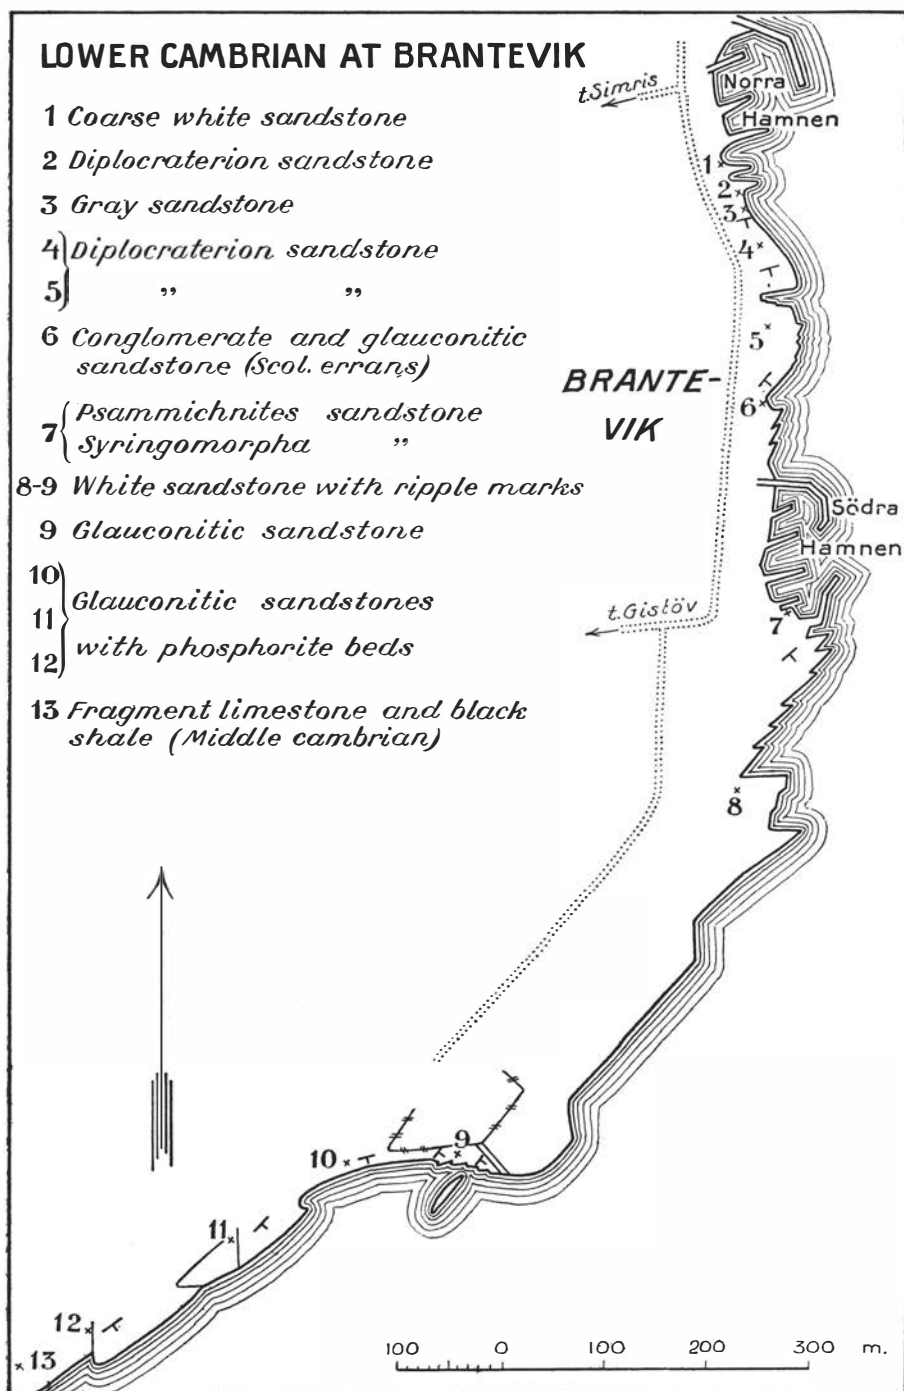 LOWER CAMBRIAN AT BRANTEVIK
1 Coarse white sandstone
2 Diplocraterion sandstone
3 Gray sandstone
4 Diplocraterion sandstone
5 „ „
6 Conglomerate and glauconitic
sandstone (Scol. errans)
7 Psammichnites sandstone
Syringomorpha „
8-9 White sandstone with ripple marks
9 Glauconitic sandstone
10
11 Glauconitic sandstones
12 with phosphorite beds
13 Fragment limestone and black
shale (Middle cambrian)
t. Simris
Norra
Hamnen
1
2
3
4
5
6
BRANTE-
VIK
Södra
Hamnen
t. Gislöv
7
8
9
10
11
12
13
100 0 100 200 300 m.